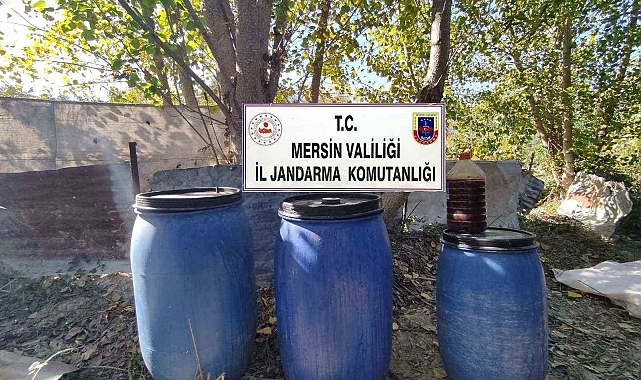 T.C.
MERSİN VALİLİĞİ
İL JANDARMA KOMUTANLIĞI